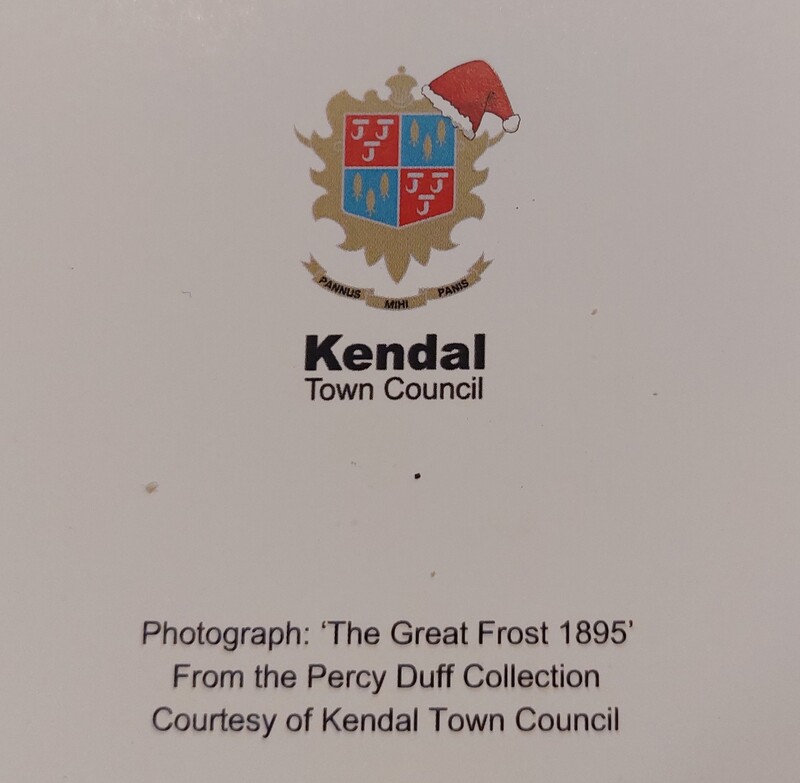 PANNUS MIHI PANIS
Kendal
Town Council
Photograph: ‘The Great Frost 1895’
From the Percy Duff Collection
Courtesy of Kendal Town Council